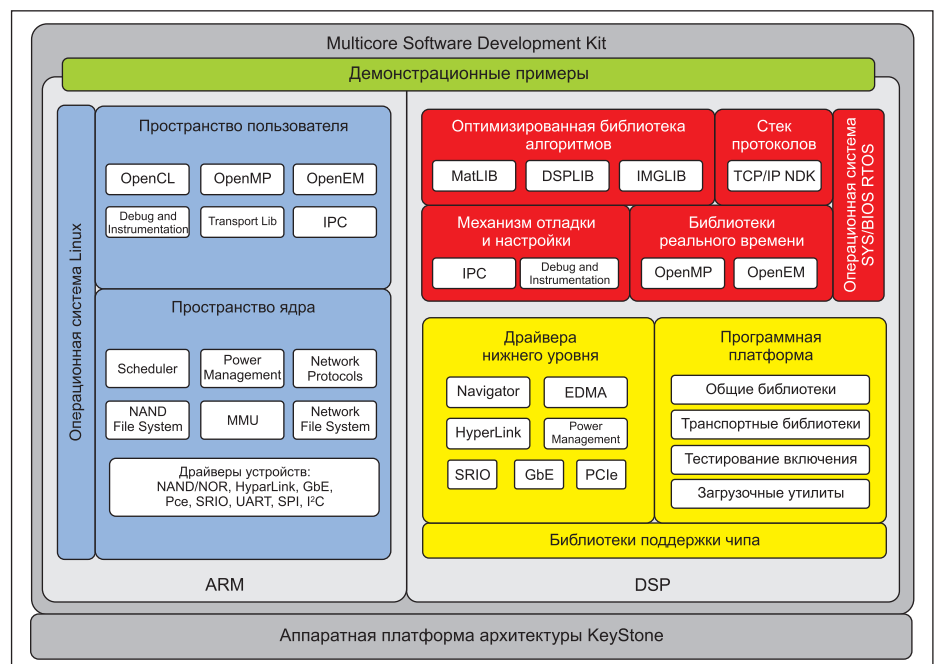 Multicore Software Development Kit
Демонстрационные примеры
Операционная система Linux
Пространство пользователя
OpenCL
OpenMP
OpenEM
Debug and
Instrumentation
Transport Lib
IPC
Пространство ядра
Scheduler
Power
Management
Network
Protocols
NAND
File System
MMU
Network
File System
Драйверы устройств:
NAND/NOR, HyparLink, GbE,
Pce, SRIO, UART, SPI, I²C
ARM
Оптимизированная библиотека
алгоритмов
MatLIB
DSPLIB
IMGLIB
Стек
протоколов
TCP/IP NDK
Операционная система
SYS/BIOS RTOS
Механизм отладки
и настройки
IPC
Debug and
Instrumentation
Библиотеки
реального времени
OpenMP
OpenEM
Драйвера
нижнего уровня
Navigator
EDMA
HyperLink
Power
Management
SRIO
GbE
PCIe
Программная
платформа
Общие библиотеки
Транспортные библиотеки
Тестирование включения
Загрузочные утилиты
Библиотеки поддержки чипа
DSP
Аппаратная платформа архитектуры KeyStone